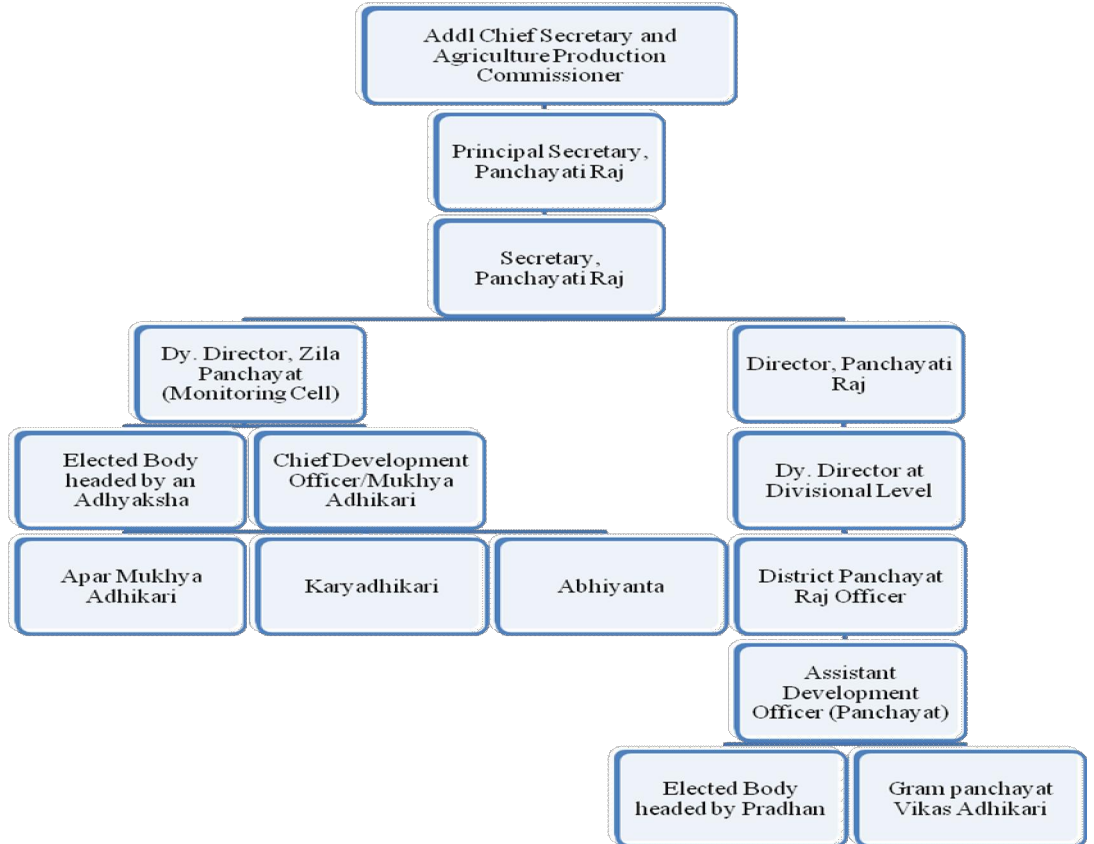 Addl Chief Secretary and
Agriculture Production
Commissioner
Principal Secretary,
Panchayati Raj
Secretary,
Panchayati Raj
Dy. Director, Zila
Panchayat
(Monitoring Cell)
Director, Panchayati
Raj
Elected Body
headed by an
Adhyaksha
Chief Development
Officer/Mukhya
Adhikari
Dy. Director at
Divisional Level
Apar Mukhya
Adhikari
Karyadhikari
Abhiyanta
District Panchayat
Raj Officer
Assistant
Development
Officer (Panchayat)
Elected Body
headed by Pradhan
Gram panchayat
Vikas Adhikari